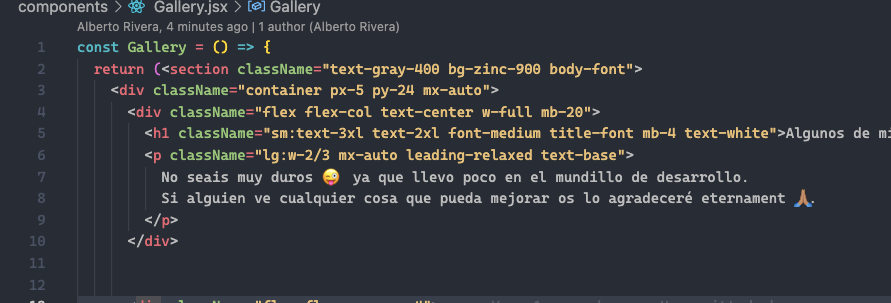 components > Gallery.jsx > Gallery
Alberto Rivera, 4 minutes ago | 1 author (Alberto Rivera)
1 const Gallery = () => {
2 return (<section className="text-gray-400 bg-zinc-900 body-font">
3 <div className="container px-5 py-24 mx-auto">
4 <div className="flex flex-col text-center w-full mb-20">
5 <h1 className="sm:text-3xl text-2xl font-medium title-font mb-4 text-white">Algunos de mi
6 <p className="lg:w-2/3 mx-auto leading-relaxed text-base">
7 No seais muy duros 😜 ya que llevo poco en el mundillo de desarrollo.
8 Si alguien ve cualquier cosa que pueda mejorar os lo agradeceré eternament 🙏🏽.
9 </p>
10 </div>
11
12